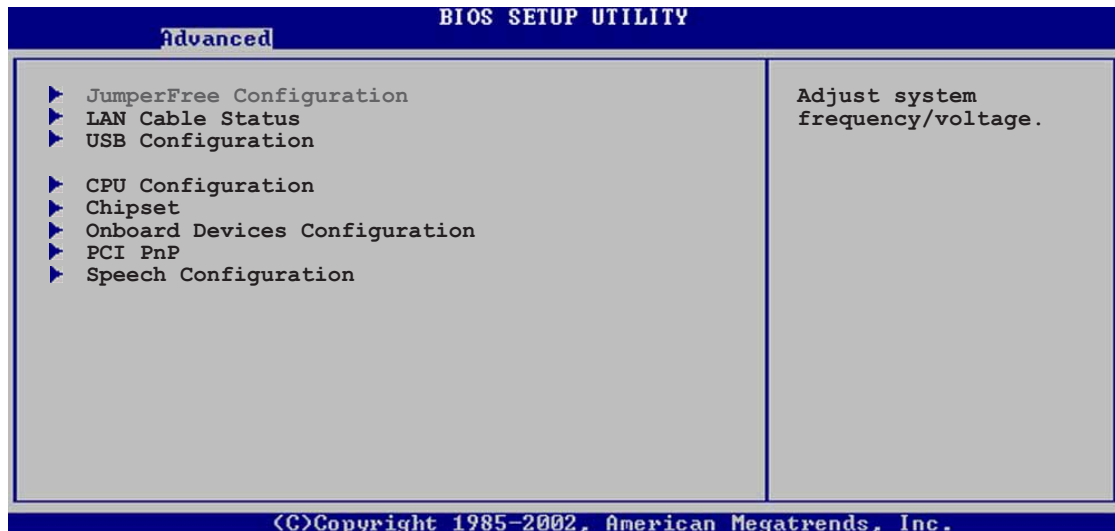 BIOS SETUP UTILITY
Advanced
JumperFree Configuration
LAN Cable Status
USB Configuration
CPU Configuration
Chipset
Onboard Devices Configuration
PCI PnP
Speech Configuration
Adjust system
frequency/voltage.
(C)Copyright 1985-2002, American Megatrends, Inc.